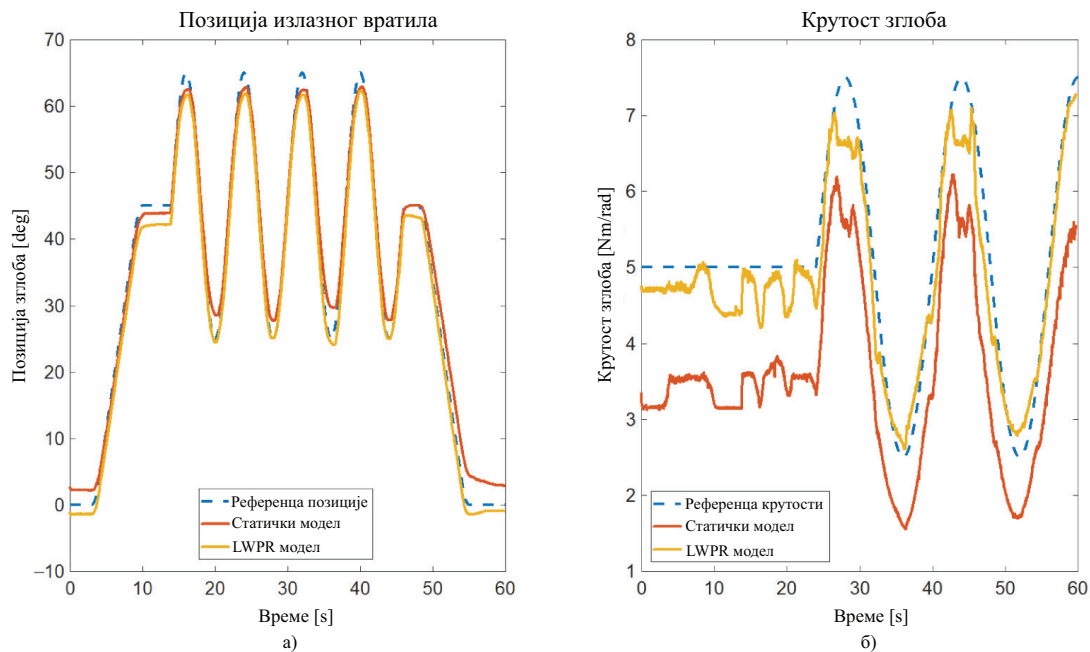 Позиција излазног вратила
70
60
50
40
30
20
10
0
−10
Позиција зглоба [deg]
Референца позиције
Статички модел
LWPR модел
0 10 20 30 40 50 60
Време [s]
а)
Крутост зглоба
8
7
6
5
4
3
2
1
Крутост зглоба [Nm/rad]
Референца крутости
Статички модел
LWPR модел
0 10 20 30 40 50 60
Време [s]
б)